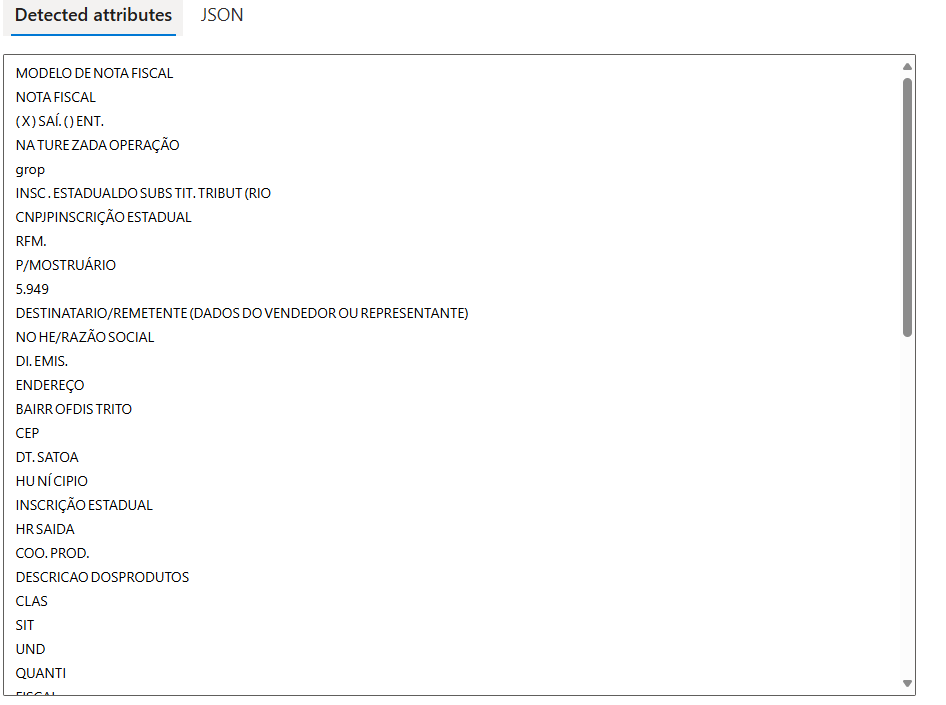 Detected attributes JSON
MODELO DE NOTA FISCAL
NOTA FISCAL
( X ) SAÍ. ( ) ENT.
NA TURE ZADA OPERAÇÃO
grop
INSC . ESTADUALDO SUBS TIT. TRIBUT (RIO
CNPJPINSCRIÇÃO ESTADUAL
RFM.
P/MOSTRUÁRIO
5.949
DESTINATARIO/REMETENTE (DADOS DO VENDEDOR OU REPRESENTANTE)
NO HE/RAZÃO SOCIAL
DI. EMIS.
ENDEREÇO
BAIRR OFDIS TRITO
CEP
DT. SATOA
HU NÍ CIPIO
INSCRIÇÃO ESTADUAL
HR SAIDA
COO. PROD.
DESCRICAO DOSPRODUTOS
CLAS
SIT
UND
QUANTI
FISCAL